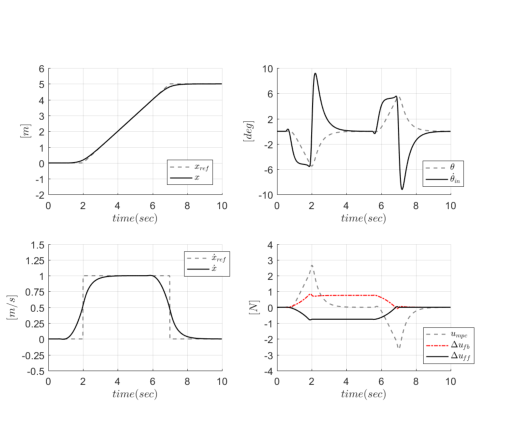 6
5
4
3
2
1
0
-1
-2
[m]
0 2 4 6 8 10
time(sec)
x_ref
x
10
6
2
-2
-6
-10
[deg]
0 2 4 6 8 10
time(sec)
θ
θ̇_in
1.5
1.25
1
0.75
0.5
0.25
0
-0.25
-0.5
[m/s]
0 2 4 6 8 10
time(sec)
ẋ_ref
ẋ
4
3
2
1
0
-1
-2
-3
-4
[N]
0 2 4 6 8 10
time(sec)
u_mpc
Δu_fb
Δu_ff